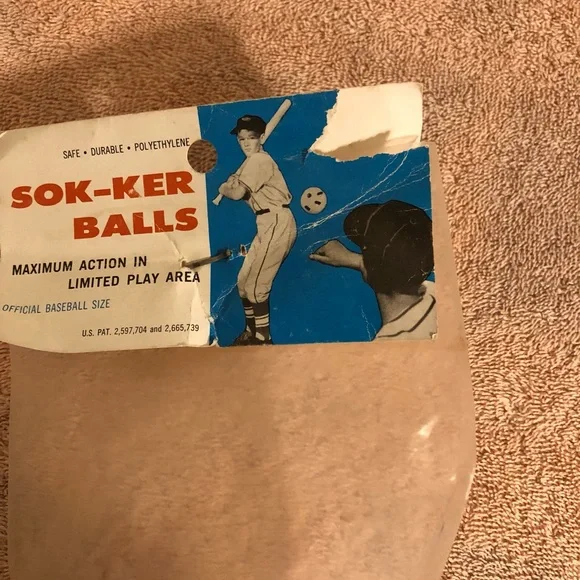 SAFE • DURABLE • POLYETHYLENE
SOK-KER
BALLS
MAXIMUM ACTION IN
LIMITED PLAY AREA
OFFICIAL BASEBALL SIZE
U.S. PAT. 2,597,704 and 2,665,739